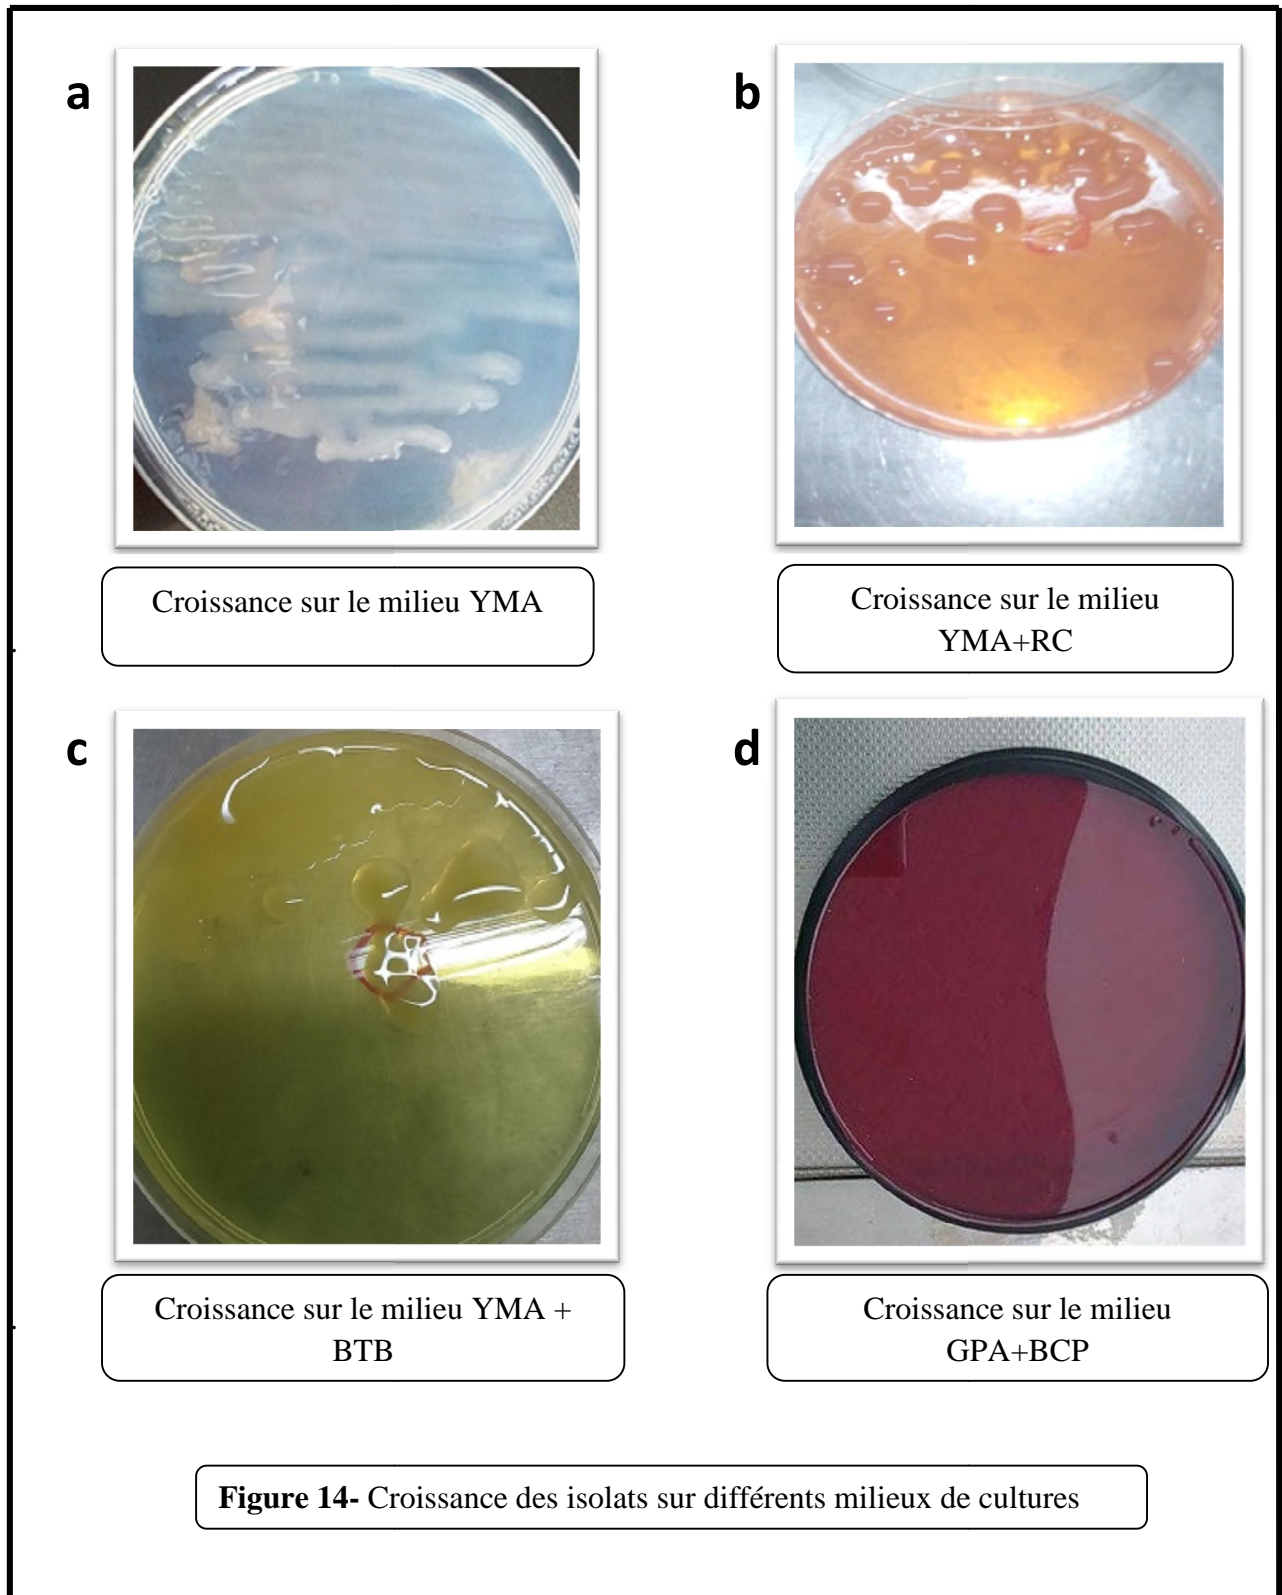 a
b
Croissance sur le milieu YMA
Croissance sur le milieu
YMA+RC
c
d
Croissance sur le milieu YMA +
BTB
Croissance sur le milieu
GPA+BCP
Figure 14- Croissance des isolats sur différents milieux de cultures